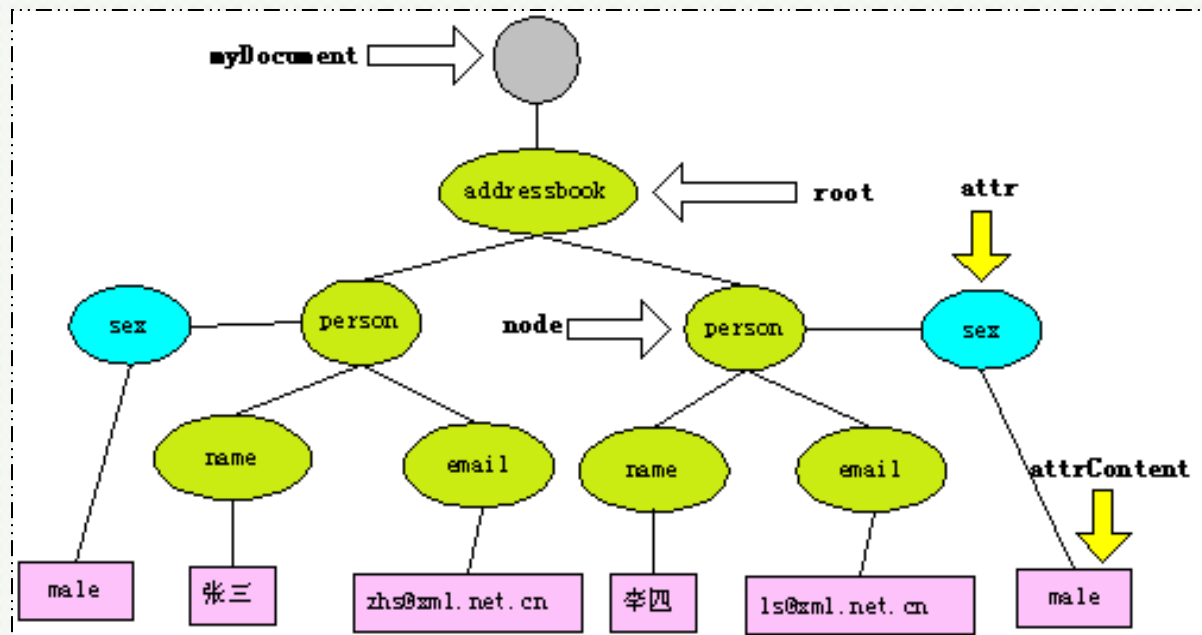 myDocument
addressbook
root
attr
sex
person
node
person
sex
name
email
name
email
attrContent
male
张三
zhs@xml.net.cn
李四
ls@xml.net.cn
male